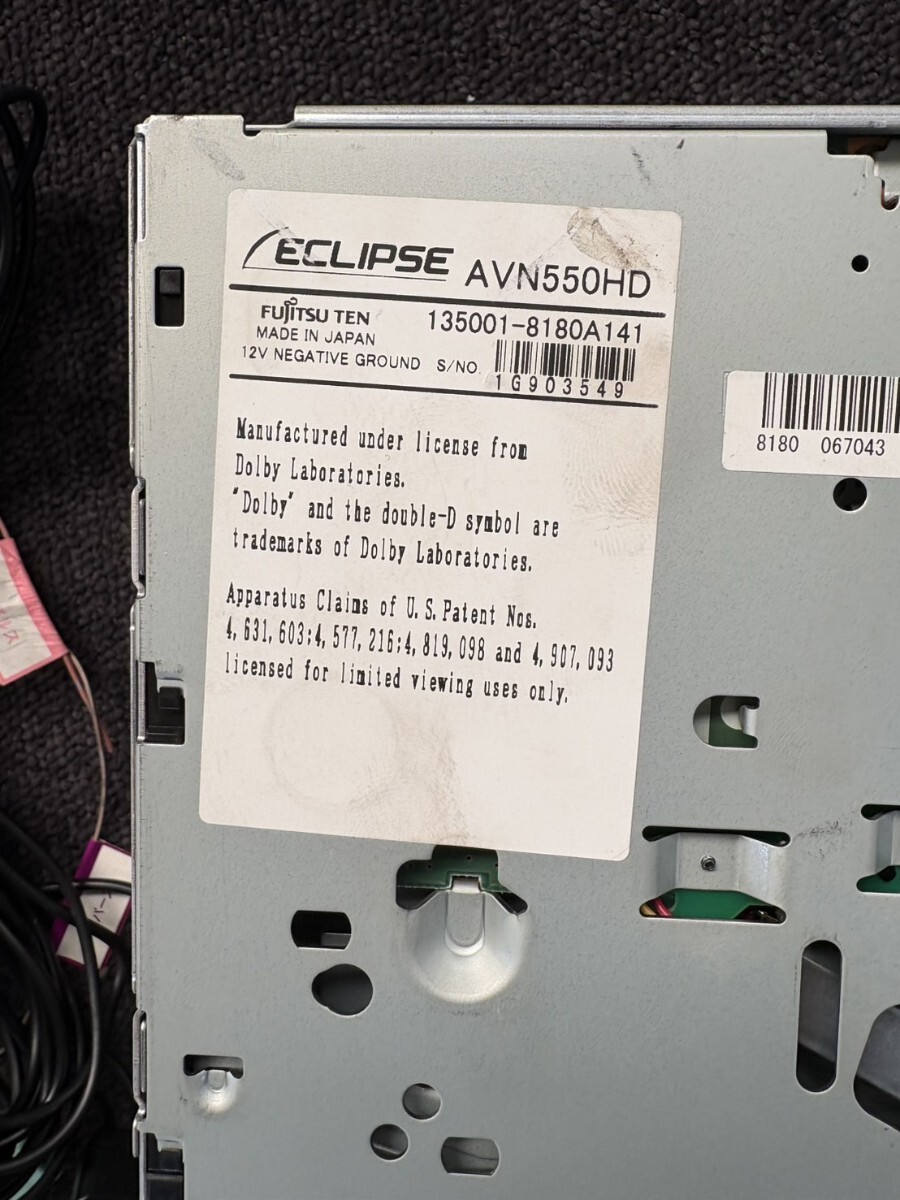 ECLIPSE AVN550HD
FUJITSU TEN 135001-8180A141
MADE IN JAPAN
12V NEGATIVE GROUND S/NO.
1G903549
Manufactured under license from
Dolby Laboratories.
"Dolby" and the double-D symbol are
trademarks of Dolby Laboratories.
Apparatus Claims of U.S.Patent Nos.
4,631,603;4,577,216;4,819,098 and 4,907,093
licensed for limited viewing uses only.
8180 067043